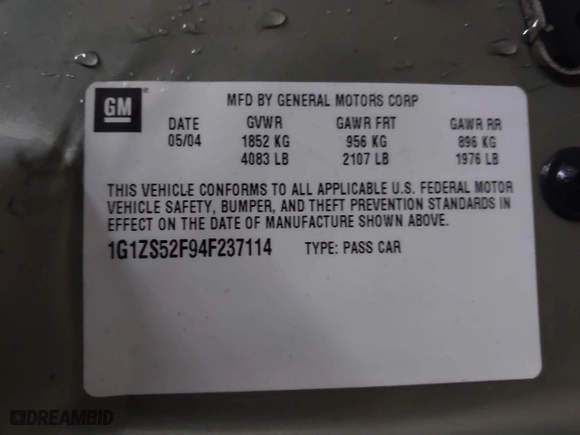 GM
MFD BY GENERAL MOTORS CORP
DATE GVWR GAWR FRT GAWR RR
05/04 1852 KG 956 KG 896 KG
4083 LB 2107 LB 1976 LB
THIS VEHICLE CONFORMS TO ALL APPLICABLE U.S. FEDERAL MOTOR
VEHICLE SAFETY, BUMPER, AND THEFT PREVENTION STANDARDS IN
EFFECT ON THE DATE OF MANUFACTURE SHOWN ABOVE.
1G1ZS52F94F237114 TYPE: PASS CAR
DREAMBID